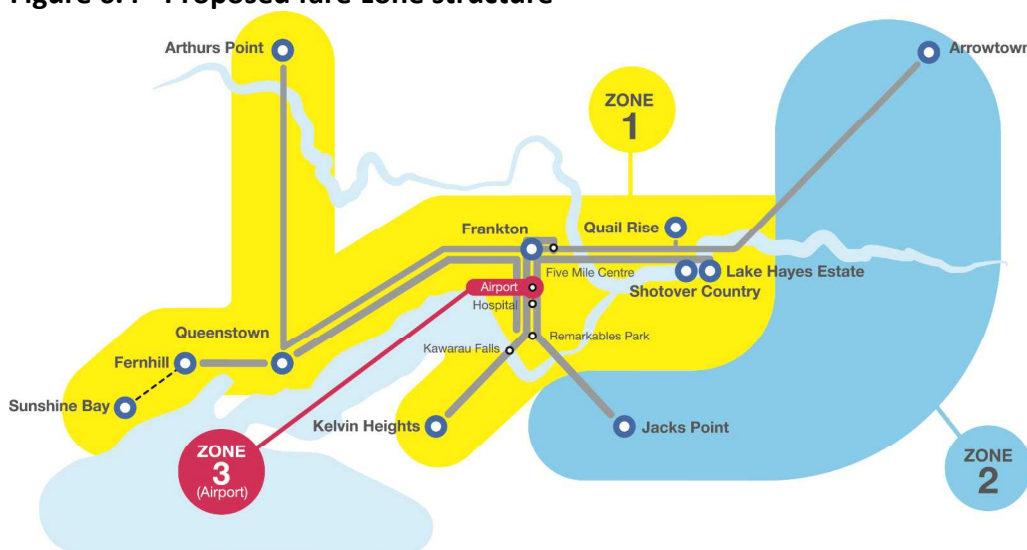 Figure Proposed fare zone structure
Arthurs Point
Arrowtown
ZONE
1
Frankton
Quail Rise
Five Mile Centre
Lake Hayes Estate
Airport
Shotover Country
Hospital
Queenstown
Remarkables Park
Kawarau Falls
Fernhill
Sunshine Bay
Kelvin Heights
Jacks Point
ZONE
3
(Airport)
ZONE
2